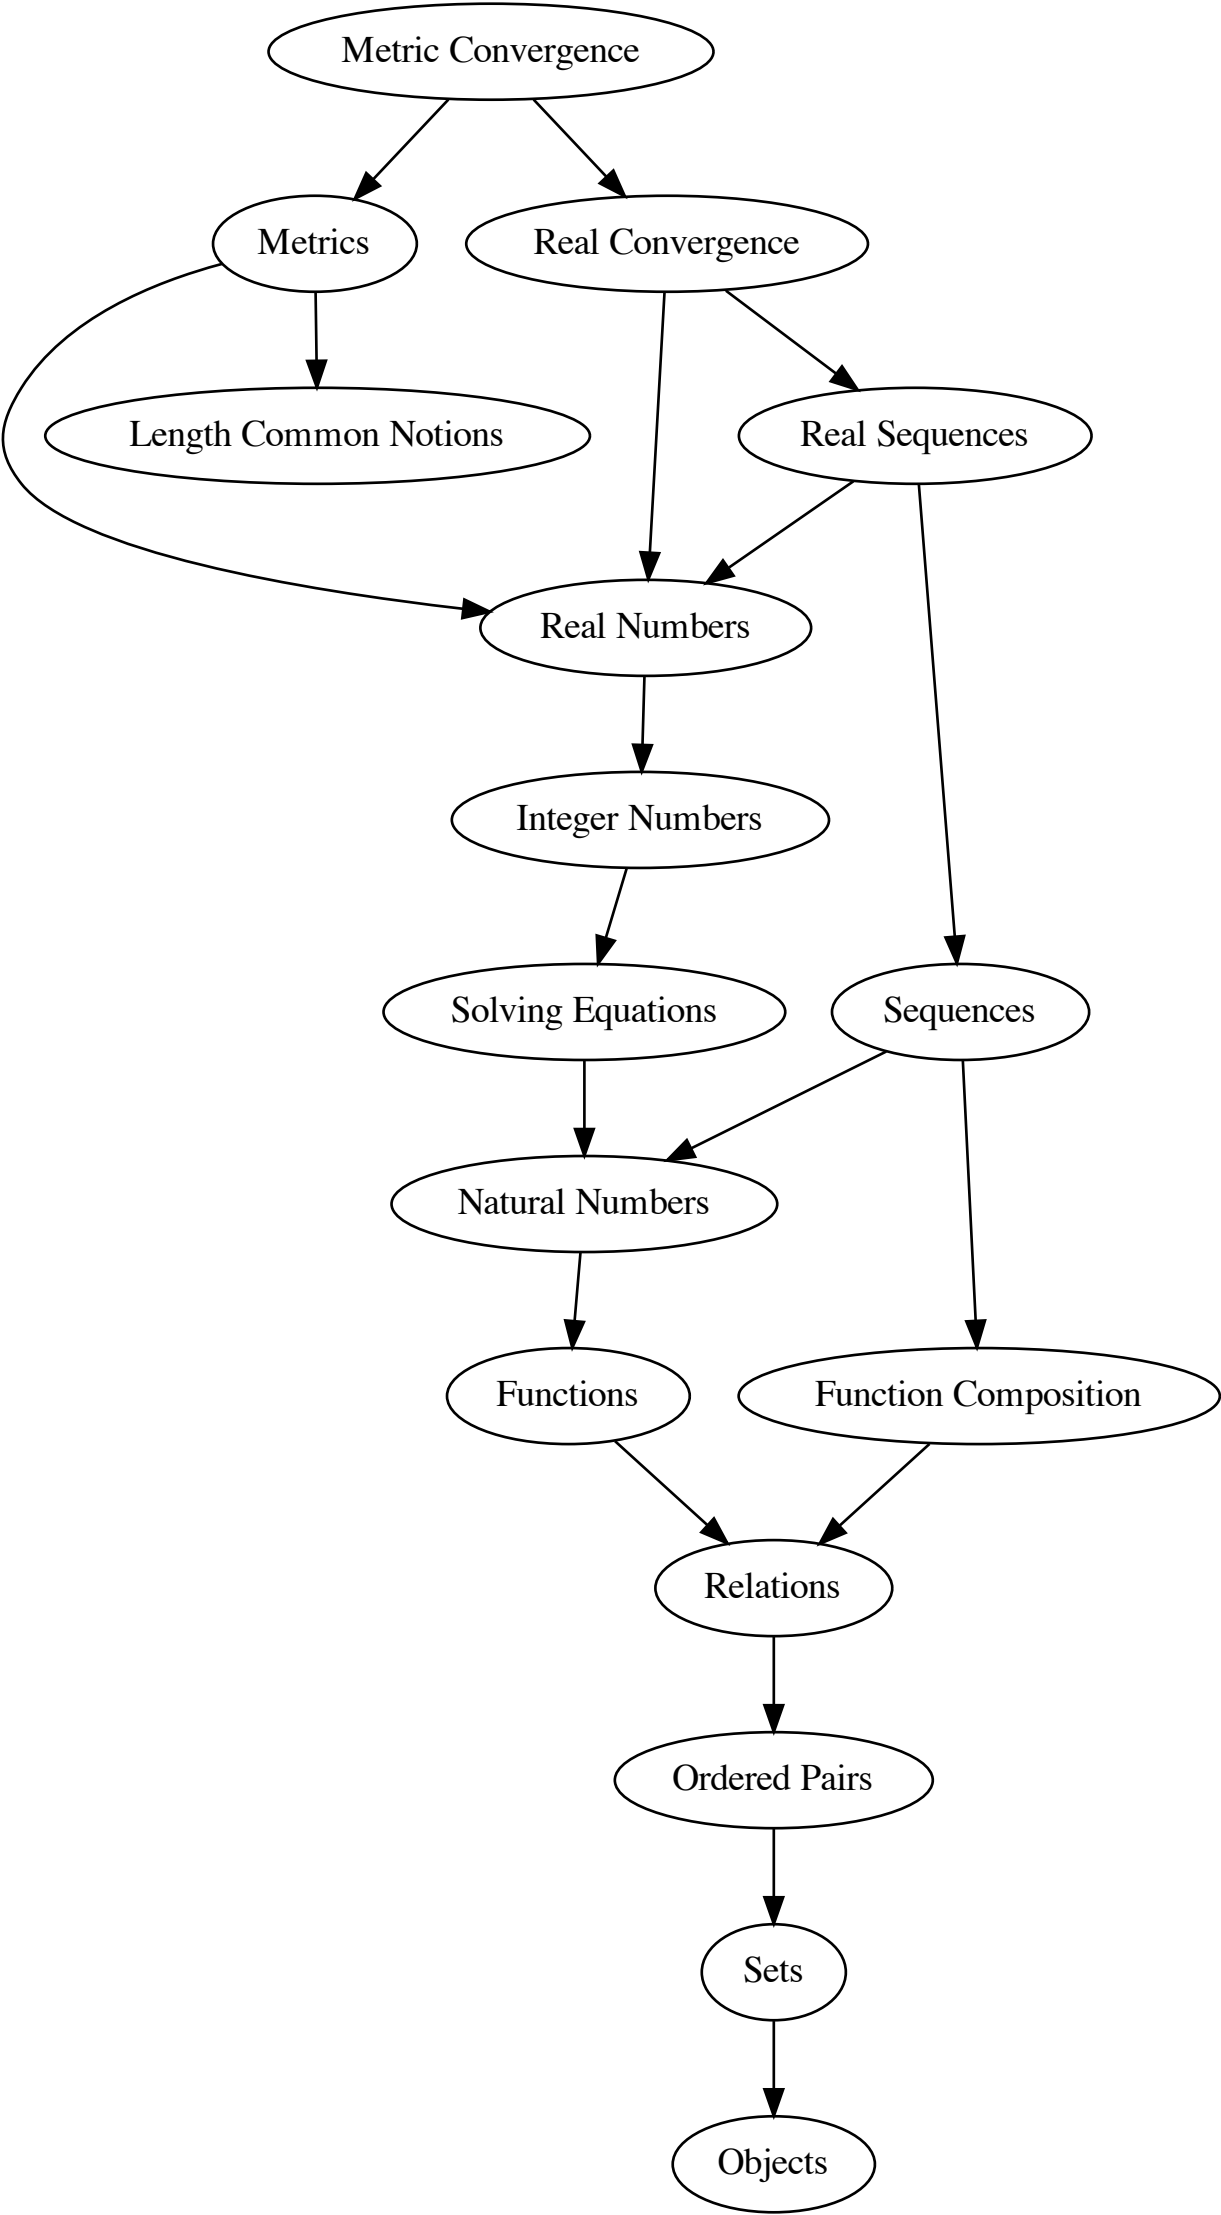 Metric Convergence
Metrics
Real Convergence
Length Common Notions
Real Sequences
Real Numbers
Integer Numbers
Solving Equations
Sequences
Natural Numbers
Functions
Function Composition
Relations
Ordered Pairs
Sets
Objects